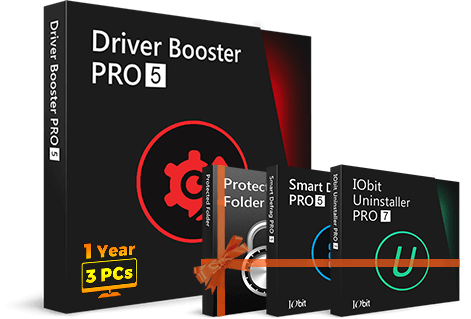 Driver Booster
PRO 5
Driver Booster PRO 5
1 Year
3 PCs
Protected Folder
Protec
Folder
Smart Defrag PRO 5
Smart D
PRO 5
IObit
IObit Uninstaller PRO 7
IObit
Uninstaller
PRO 7
U
IObit